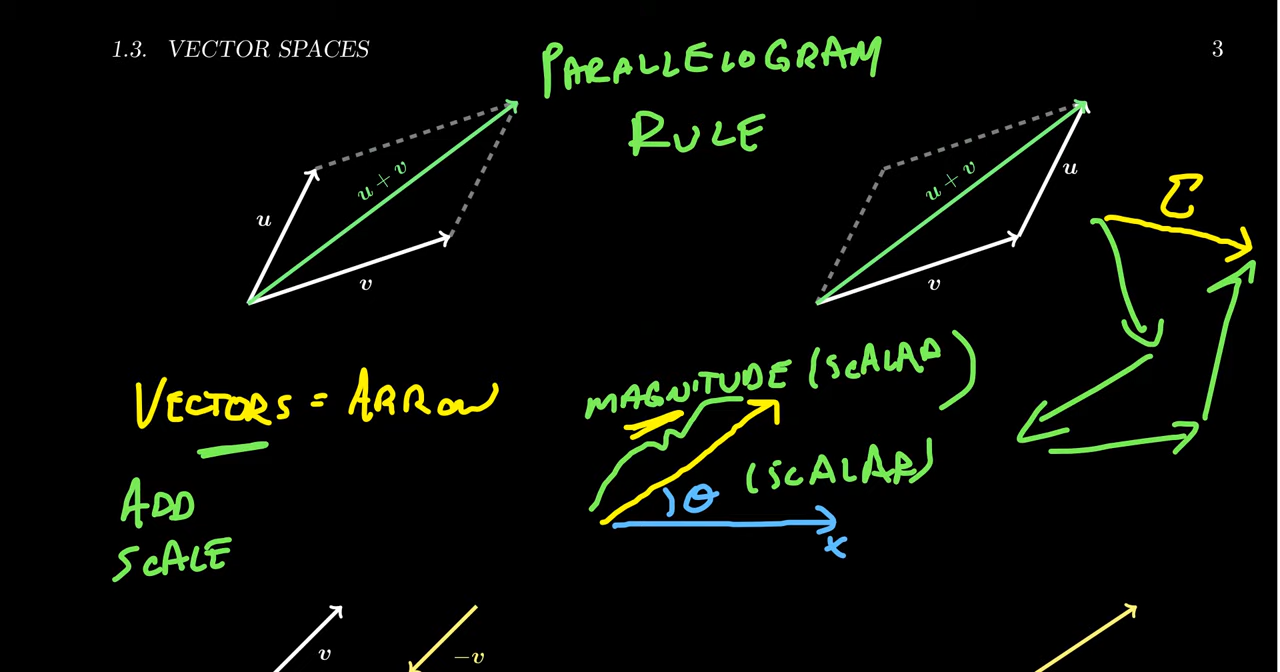 1.3. VECTOR SPACES
3
PARALLELOGRAM
RULE
u + v
u
v
u + v
u
v
Σ
VECTORS = ARROW
MAGNITUDE (SCALAR)
(SCALAR)
θ
x
ADD
SCALE
v
−v